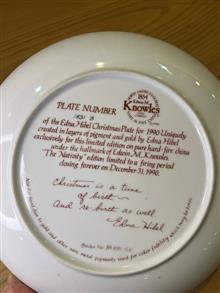 1854
Edwin M.
Knowles
PLATE NUMBER
of the Edna Hibel Christmas Plate for 1990. Uniquely
created in layers of pigment and gold by Edna Hibel
exclusively for this limited edition on pure hard-fire china
under the hallmark of Edwin M. Knowles.
"The Nativity" edition limited to a firing period
closing forever on December 31, 1990.
Christmas is a time
of birth
And re-birth as well.
Edna Hibel